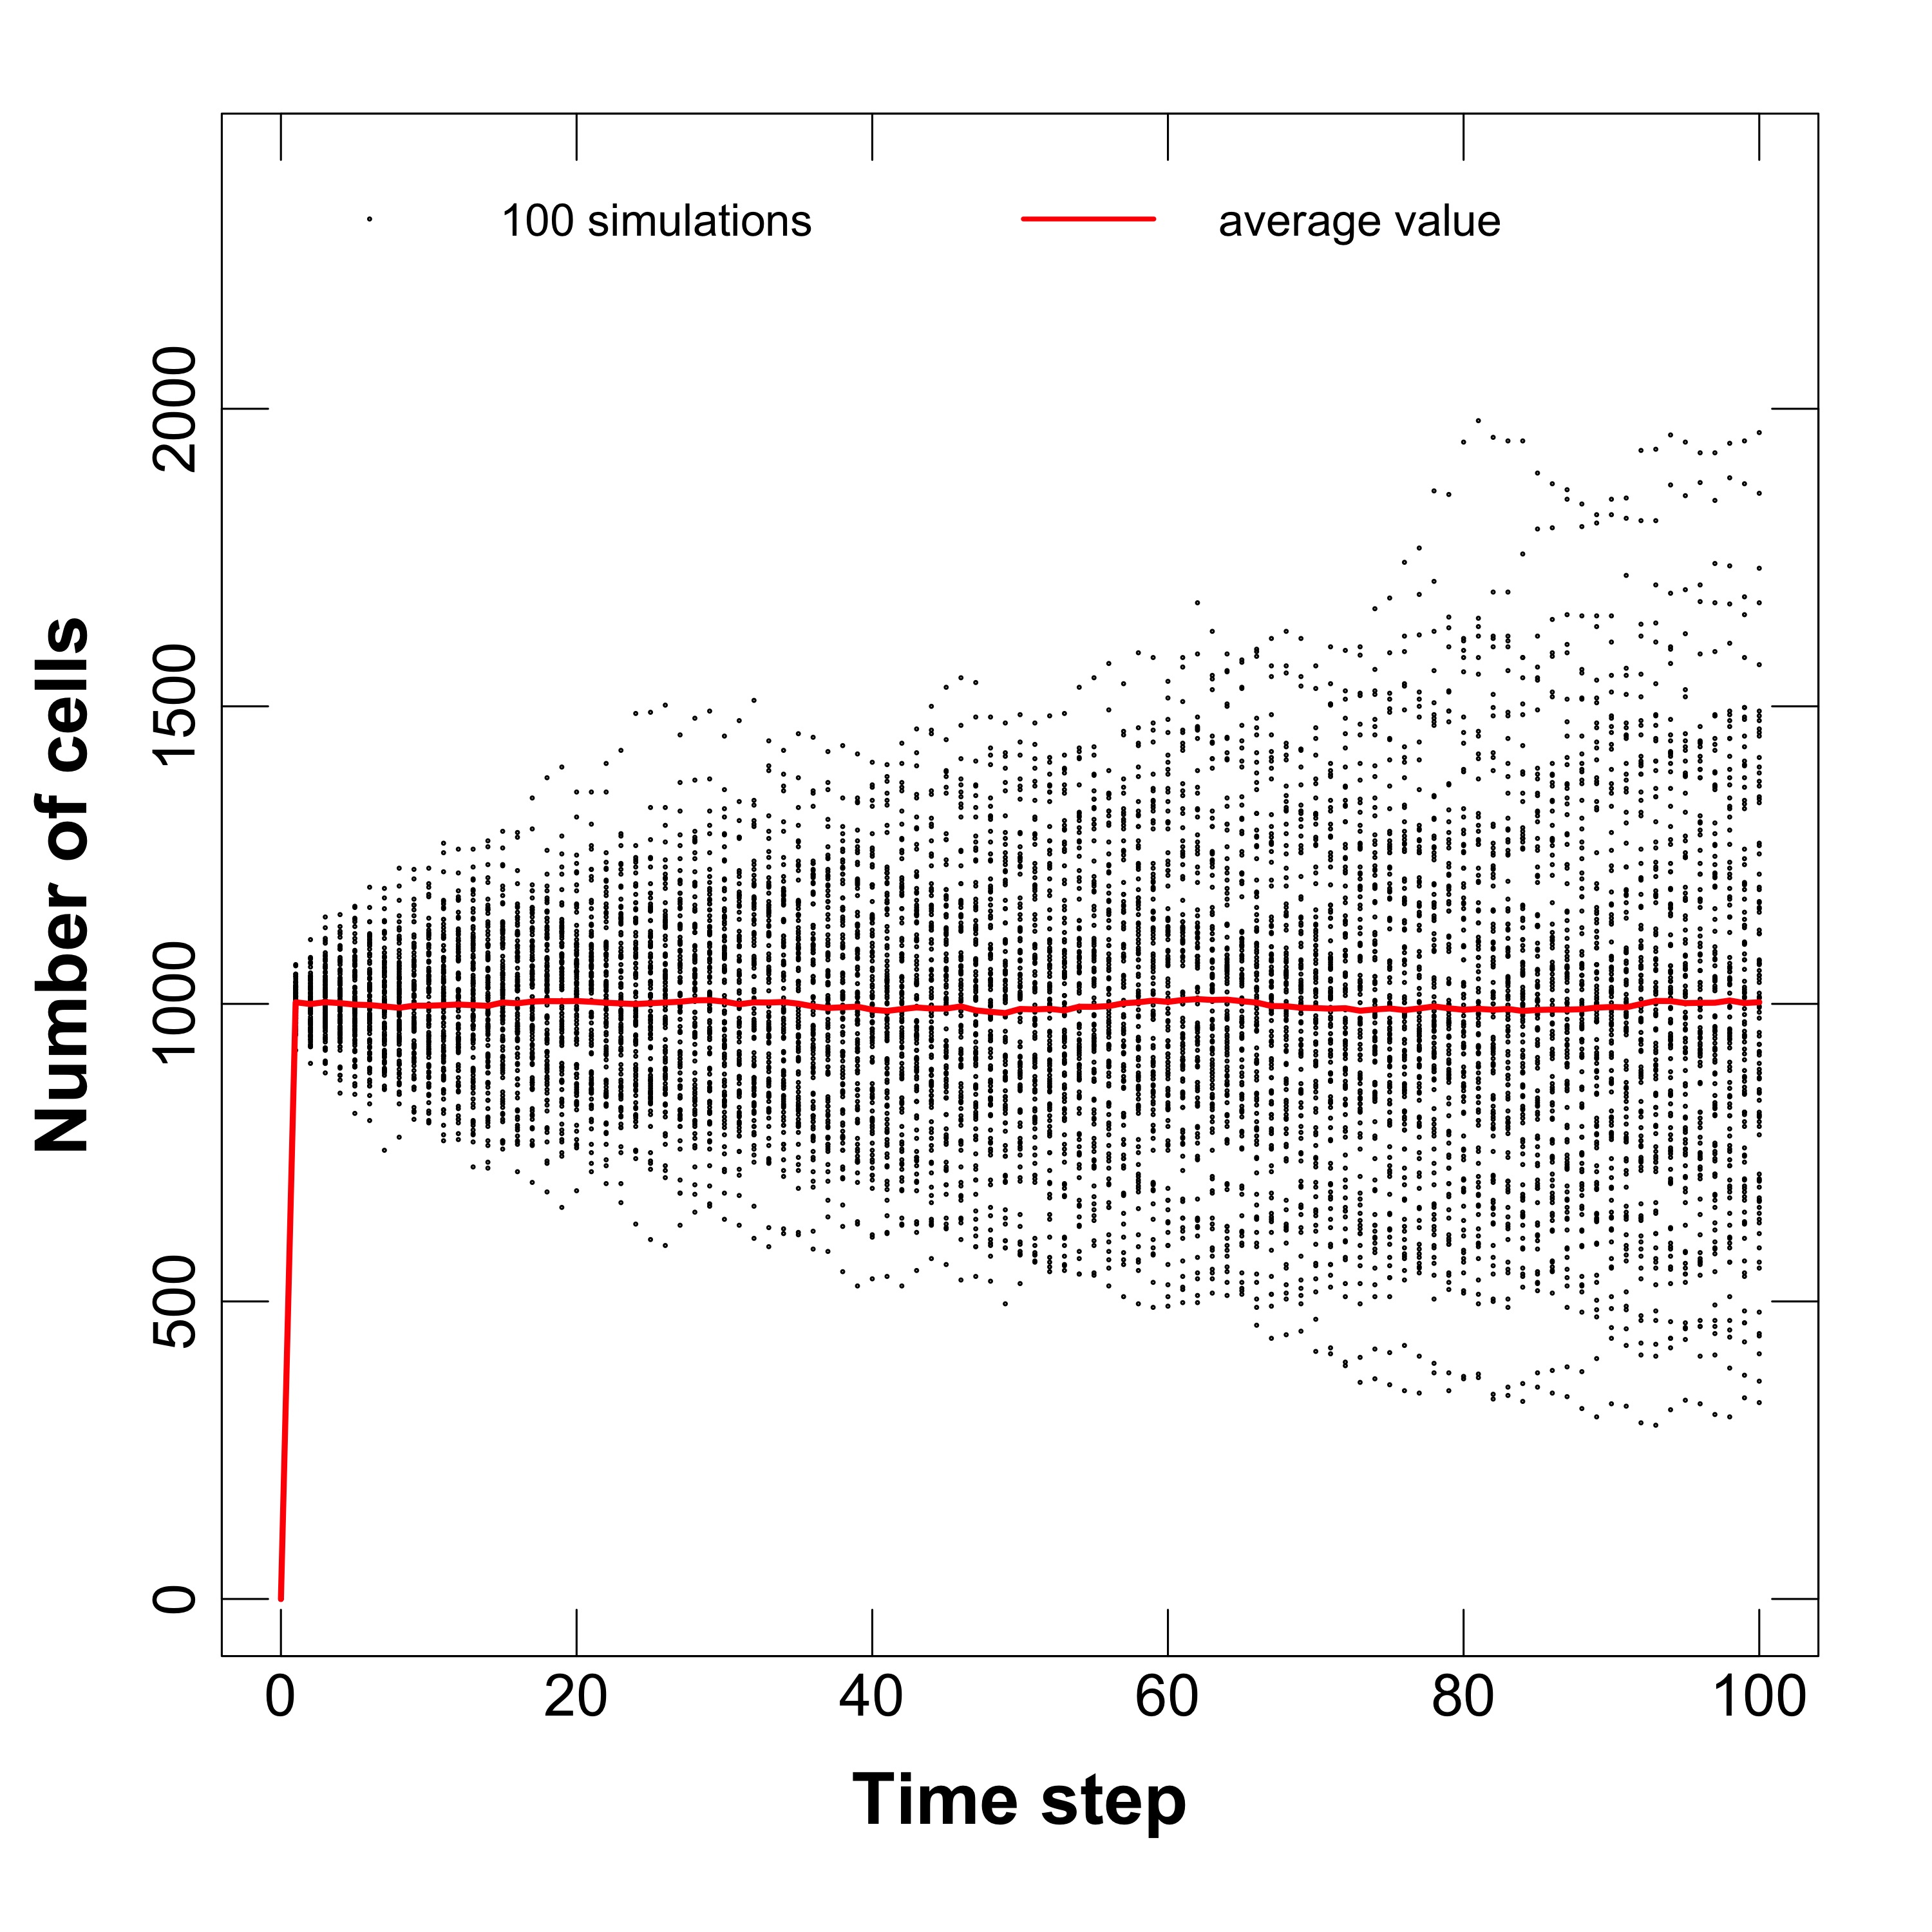 100 simulations
average value
Number of cells
2000
1500
1000
500
0
0 20 40 60 80 100
Time step